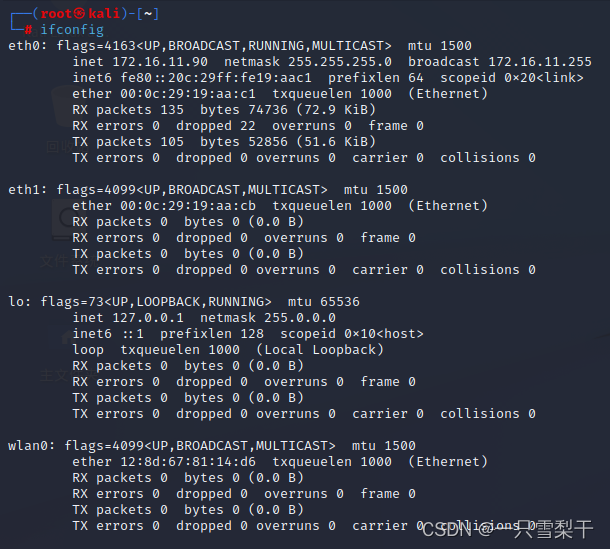 ┌──(root㉿kali)-[~]
└─# ifconfig
eth0: flags=4163<UP,BROADCAST,RUNNING,MULTICAST>  mtu 1500
        inet 172.16.11.90  netmask 255.255.255.0  broadcast 172.16.11.255
        inet6 fe80::20c:29ff:fe19:aac1  prefixlen 64  scopeid 0×20<link>
        ether 00:0c:29:19:aa:c1  txqueuelen 1000  (Ethernet)
        RX packets 135  bytes 74736 (72.9 KiB)
        RX errors 0  dropped 22  overruns 0  frame 0
        TX packets 105  bytes 52856 (51.6 KiB)
        TX errors 0  dropped 0 overruns 0  carrier 0  collisions 0

eth1: flags=4099<UP,BROADCAST,MULTICAST>  mtu 1500
        ether 00:0c:29:19:aa:cb  txqueuelen 1000  (Ethernet)
        RX packets 0  bytes 0 (0.0 B)
        RX errors 0  dropped 0  overruns 0  frame 0
        TX packets 0  bytes 0 (0.0 B)
        TX errors 0  dropped 0 overruns 0  carrier 0  collisions 0

lo: flags=73<UP,LOOPBACK,RUNNING>  mtu 65536
        inet 127.0.0.1  netmask 255.0.0.0
        inet6 ::1  prefixlen 128  scopeid 0×10<host>
        loop  txqueuelen 1000  (Local Loopback)
        RX packets 0  bytes 0 (0.0 B)
        RX errors 0  dropped 0  overruns 0  frame 0
        TX packets 0  bytes 0 (0.0 B)
        TX errors 0  dropped 0 overruns 0  carrier 0  collisions 0

wlan0: flags=4099<UP,BROADCAST,MULTICAST>  mtu 1500
        ether 12:8d:67:81:14:d6  txqueuelen 1000  (Ethernet)
        RX packets 0  bytes 0 (0.0 B)
        RX errors 0  dropped 0  overruns 0  frame 0
        TX packets 0  bytes 0 (0.0 B)
        TX errors 0  dropped 0 overruns 0  carrier 0  collisions 0
CSDN @一只雪梨干